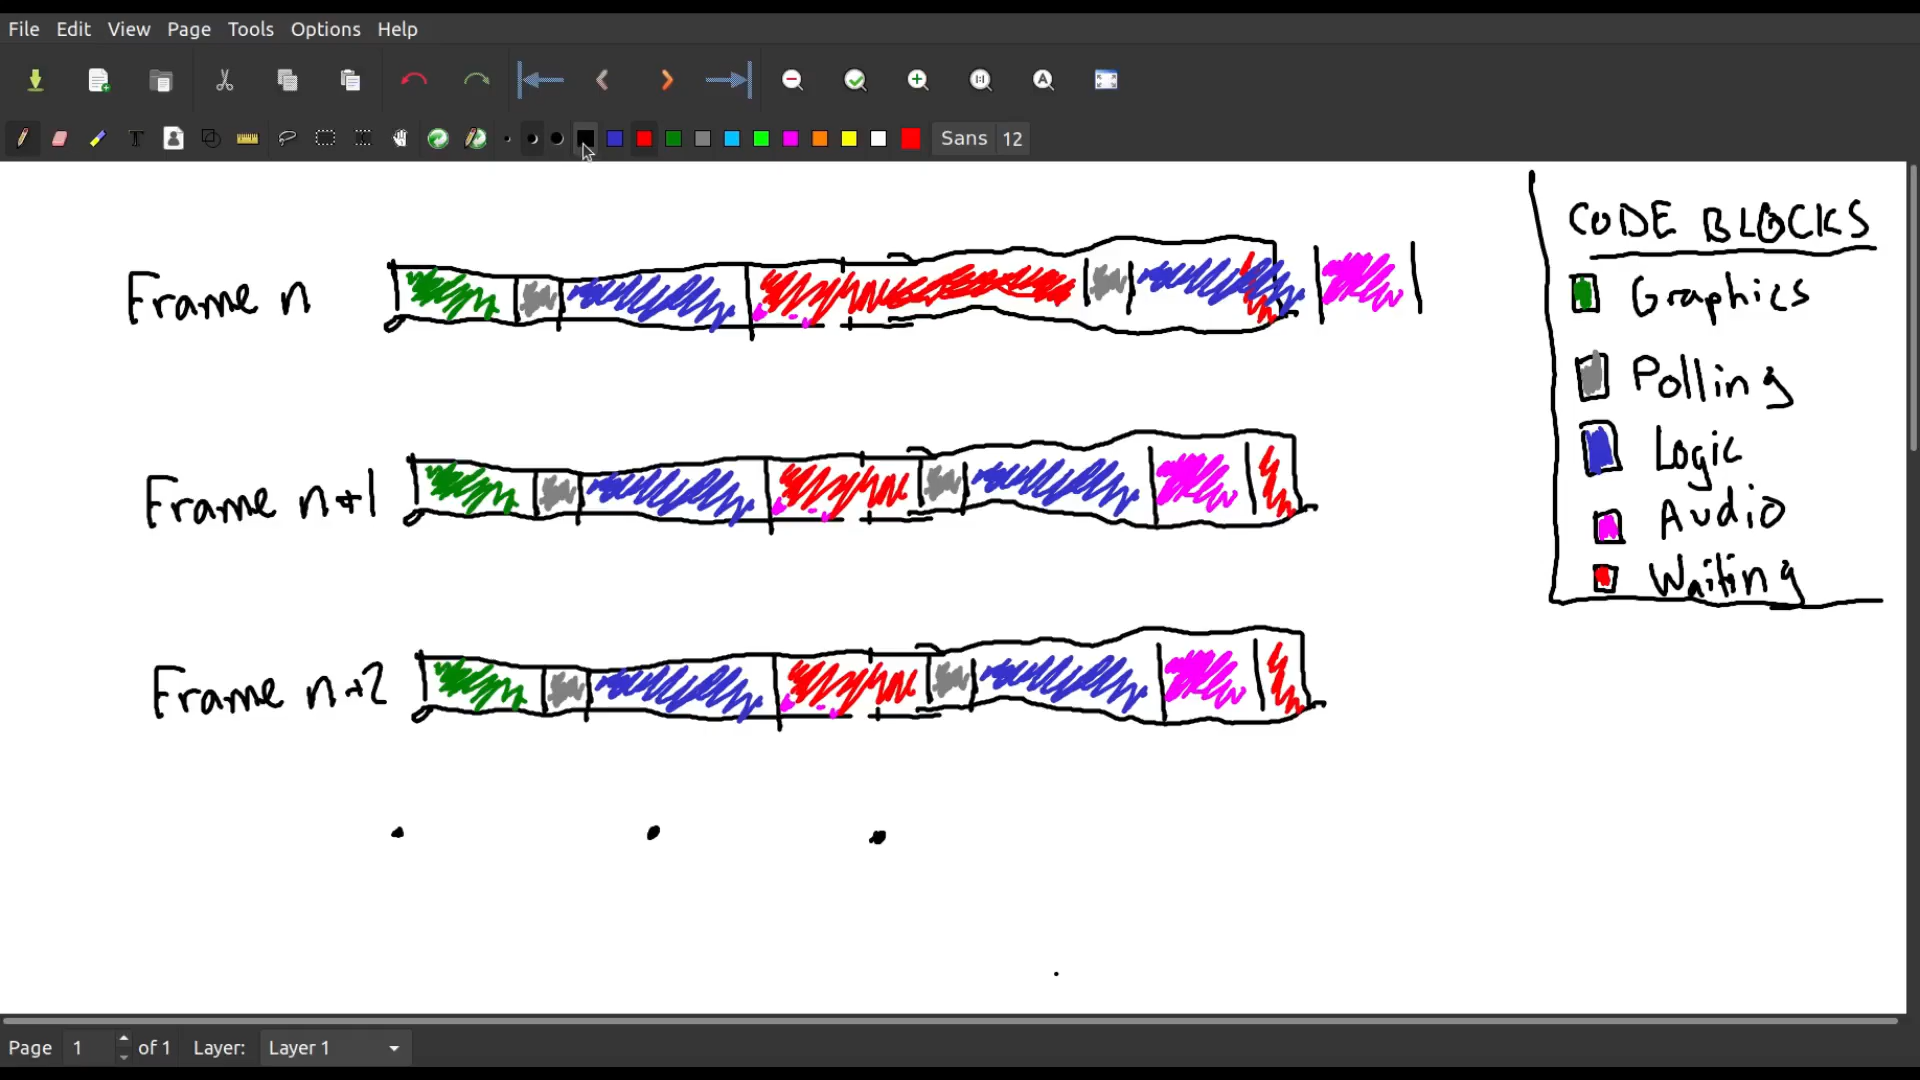 File Edit View Page Tools Options Help
Sans 12
CODE BLOCKS
Frame n
Graphics
Polling
Logic
Frame n+1
Audio
Waiting
Frame n+2
Page 1 of 1 Layer: Layer 1